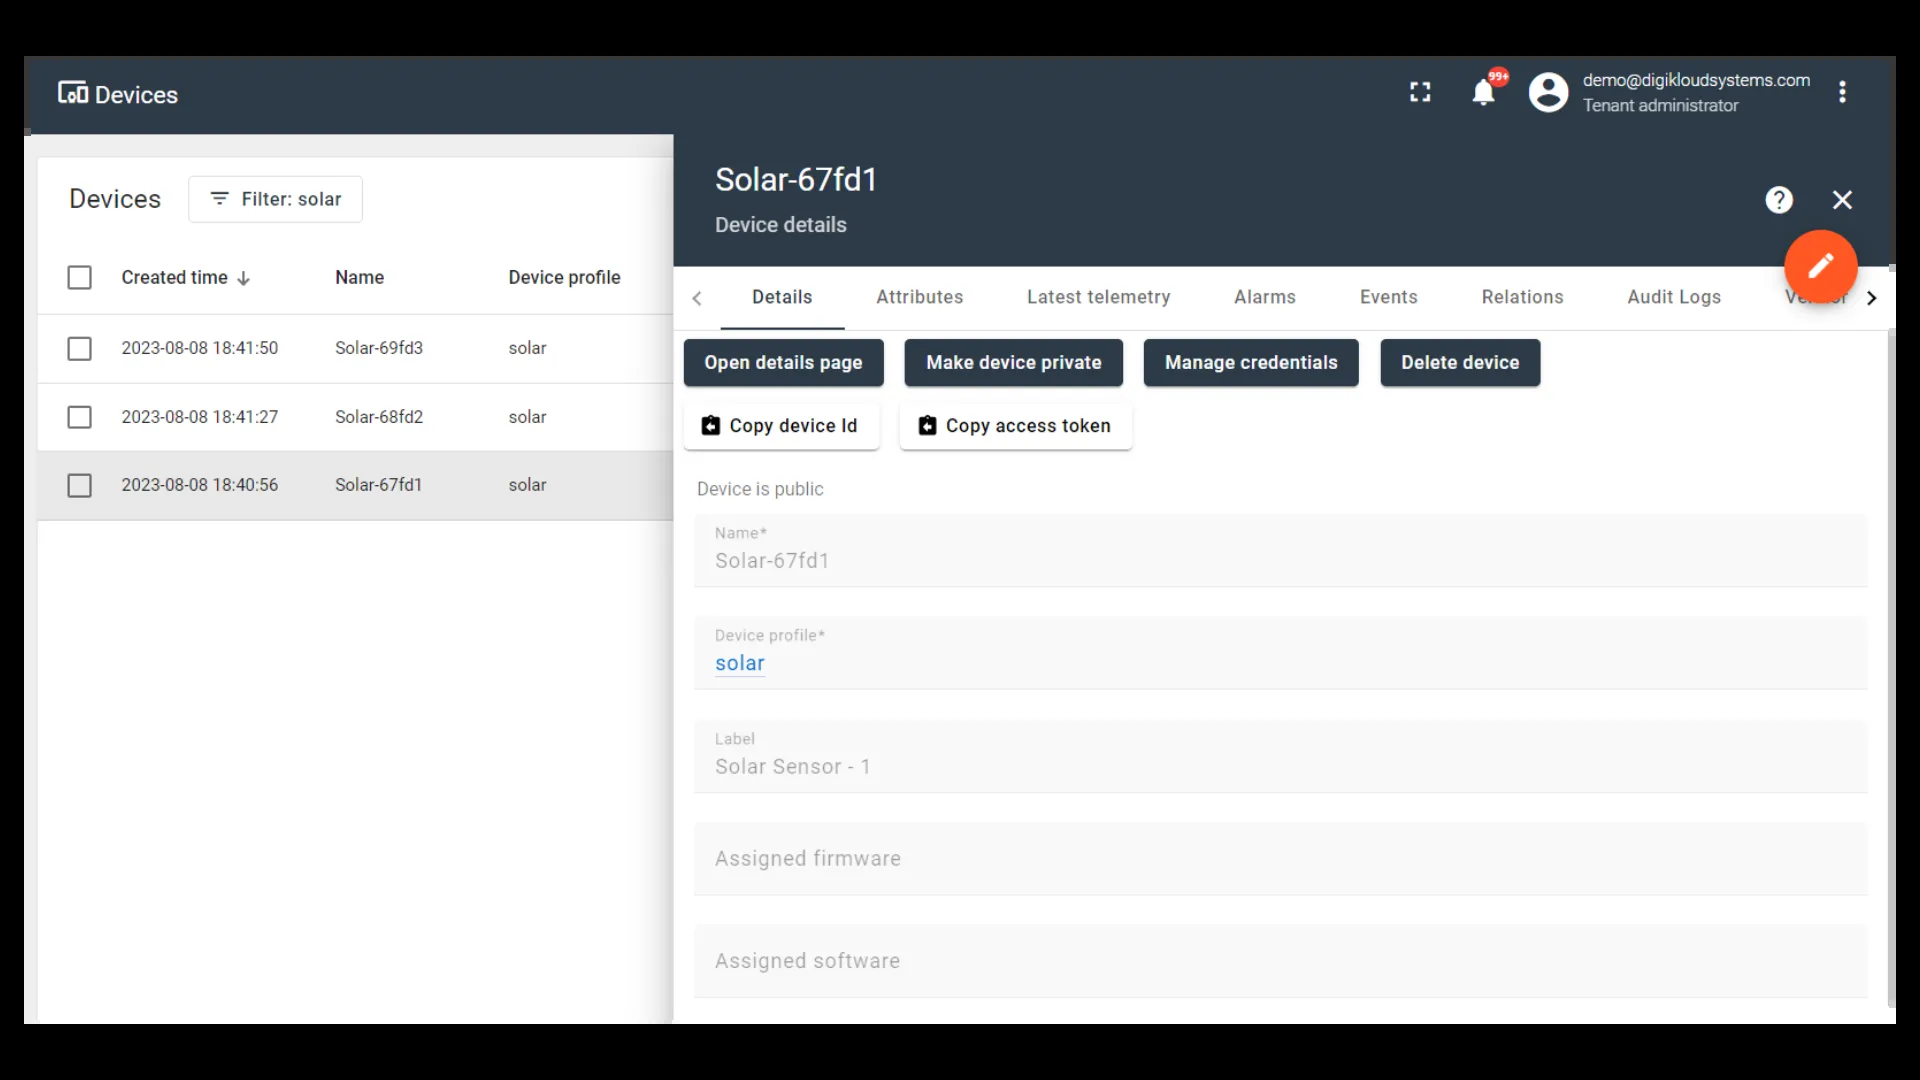 Devices
99+
demo@digikloudsystems.com
Tenant administrator
Devices
Filter: solar
Created time
Name
Device profile
2023-08-08 18:41:50
Solar-69fd3
solar
2023-08-08 18:41:27
Solar-68fd2
solar
2023-08-08 18:40:56
Solar-67fd1
solar
Solar-67fd1
Device details
Details
Attributes
Latest telemetry
Alarms
Events
Relations
Audit Logs
Open details page
Make device private
Manage credentials
Delete device
Copy device Id
Copy access token
Device is public
Name*
Solar-67fd1
Device profile*
solar
Label
Solar Sensor - 1
Assigned firmware
Assigned software